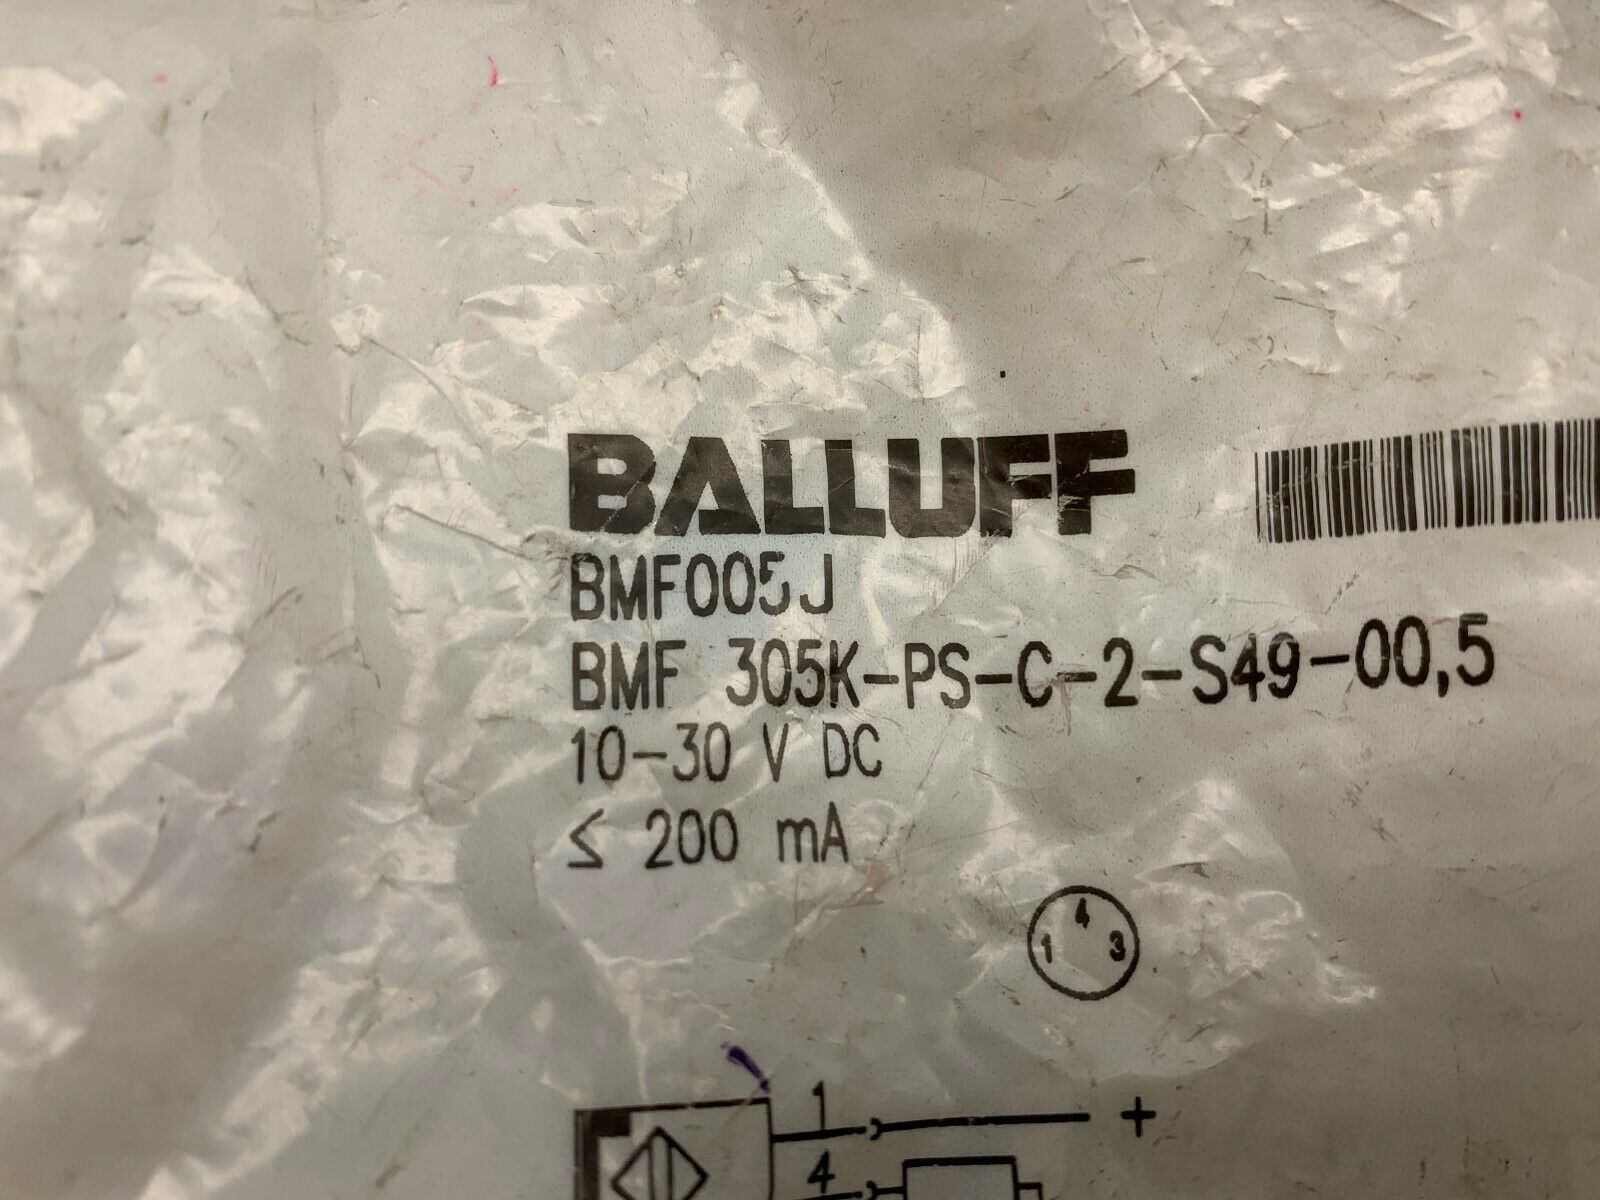 BALLUFF
BMF005J
BMF 305K-PS-C-2-S49-00,5
10-30 V DC
≤ 200 mA
4
1 3
1 +
4